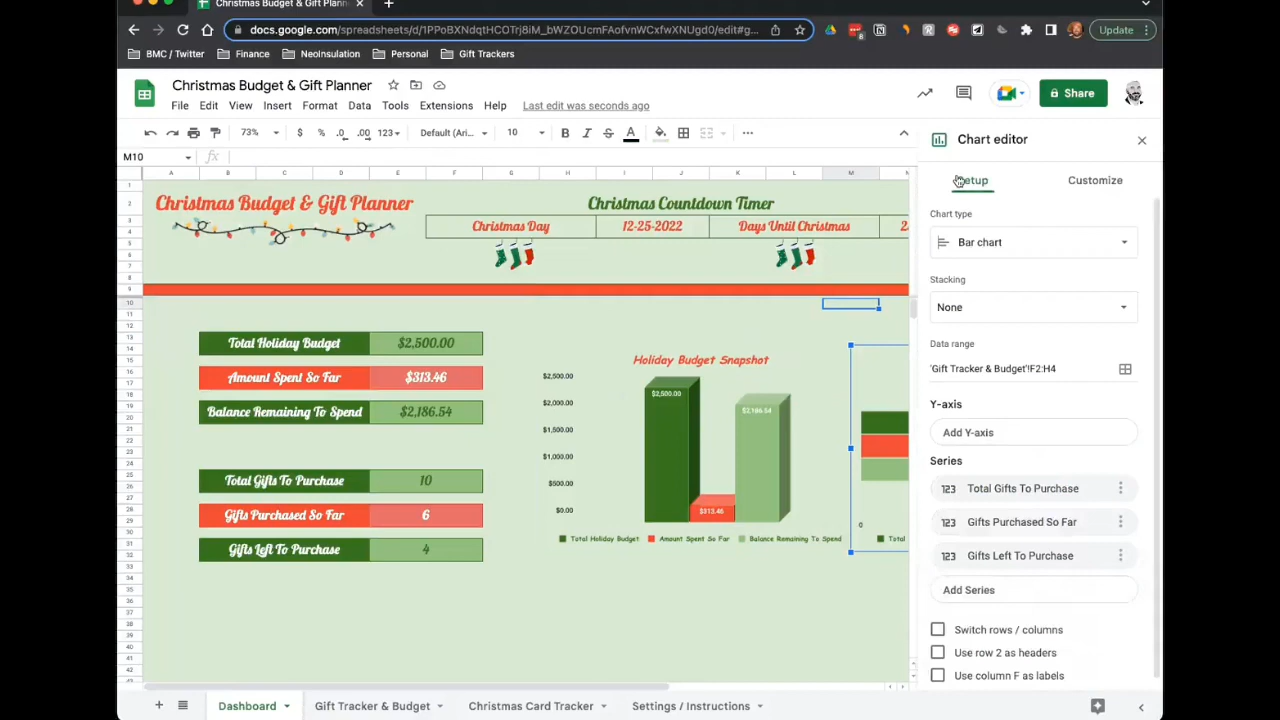 Christmas Budget & Gift Plann
docs.google.com/spreadsheets/d/1PPoBXNdqtHCOTrj8iM_bWZOUcmFAofvnWCxfwXNUgd0/edit#g...
Update
BMC / Twitter Finance NeoInsulation Personal Gift Trackers
Christmas Budget & Gift Planner
File Edit View Insert Format Data Tools Extensions Help Last edit was seconds ago
Share
73% $ % .0 .00 123 Default (Ari... 10 B I S A
M10
Chart editor
Setup Customize
A B C D E F G H I J K L M
Christmas Budget & Gift Planner
Christmas Countdown Timer
Christmas Day 12-25-2022 Days Until Christmas 2
Total Holiday Budget $2,500.00
Amount Spent So Far $313.46
Balance Remaining To Spend $2,186.54
Total Gifts To Purchase 10
Gifts Purchased So Far 6
Gifts Left To Purchase 4
Holiday Budget Snapshot
$2,500.00
$2,000.00
$1,500.00
$1,000.00
$500.00
$0.00
$2,500.00
$313.46
$2,186.54
Total Holiday Budget Amount Spent So Far Balance Remaining To Spend
0
Total
Chart type
Bar chart
Stacking
None
Data range
'Gift Tracker & Budget'!F2:H4
Y-axis
Add Y-axis
Series
123 Total Gifts To Purchase
123 Gifts Purchased So Far
123 Gifts Left To Purchase
Add Series
Switch rows / columns
Use row 2 as headers
Use column F as labels
Dashboard Gift Tracker & Budget Christmas Card Tracker Settings / Instructions